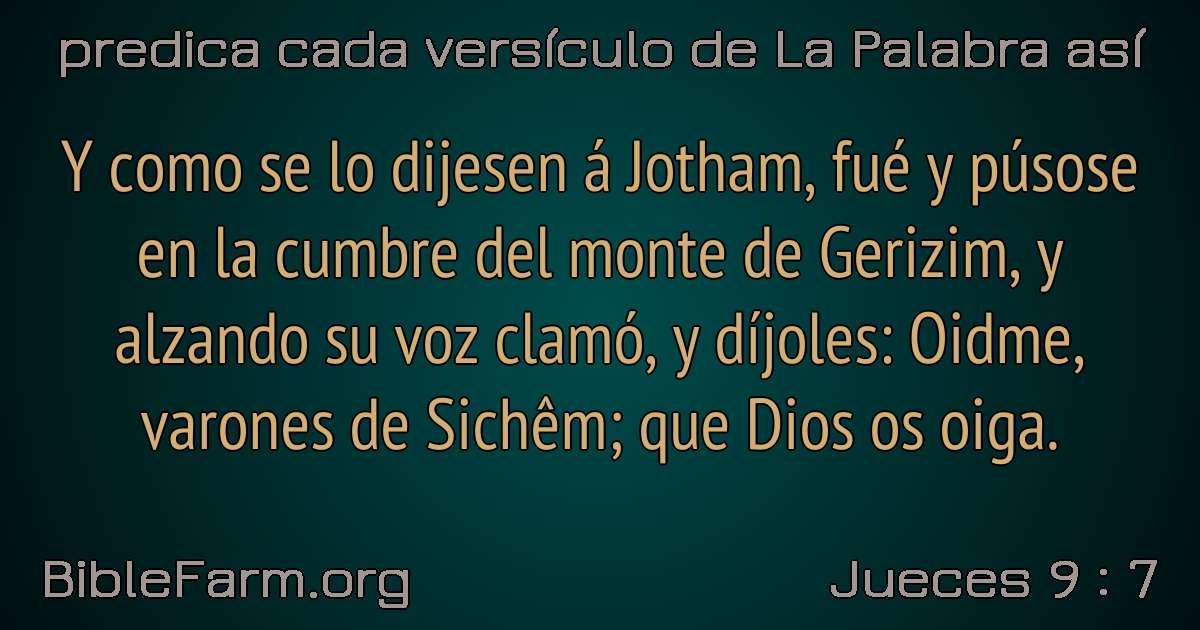 predica cada versículo de La Palabra así
Y como se lo dijesen á Jotham, fué y púsose
en la cumbre del monte de Gerizim, y
alzando su voz clamó, y díjoles: Oidme,
varones de Sichêm; que Dios os oiga.
BibleFarm.org
Jueces 9 : 7